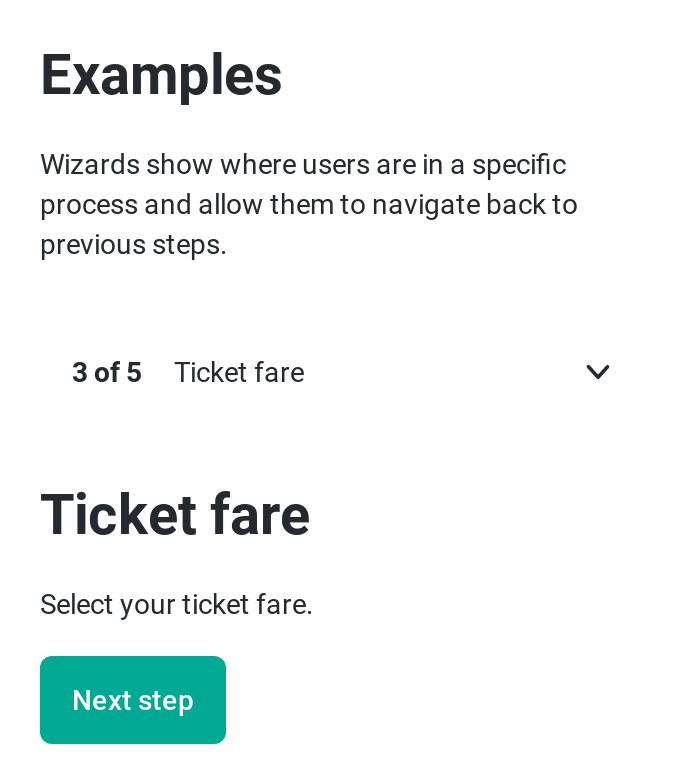 Examples
Wizards show where users are in a specific
process and allow them to navigate back to
previous steps.
3 of 5 Ticket fare
Ticket fare
Select your ticket fare.
Next step